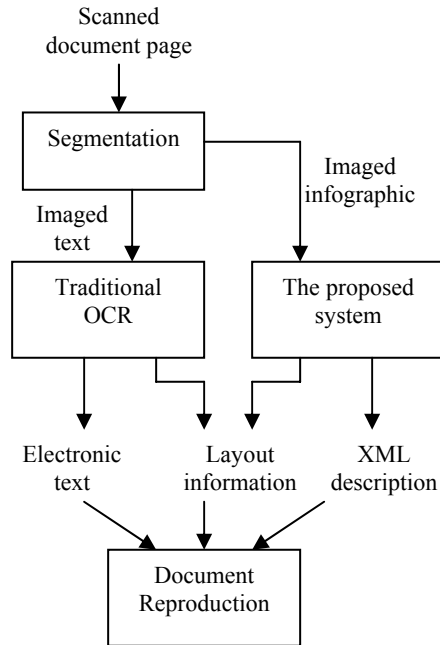 Scanned
document page
Segmentation
Imaged
infographic
Imaged
text
Traditional
OCR
The proposed
system
Electronic
text
Layout
information
XML
description
Document
Reproduction